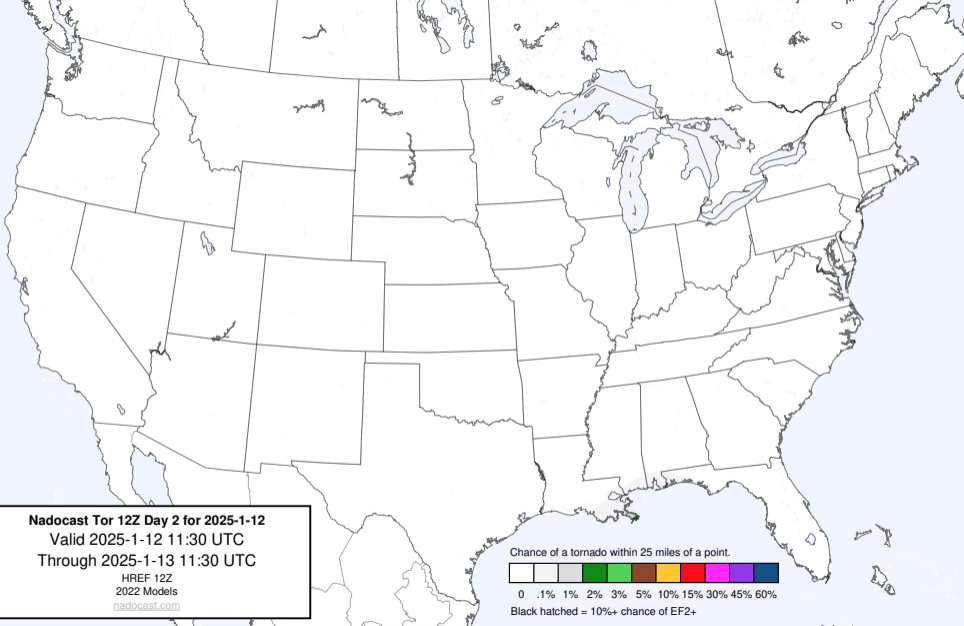 Nadocast Tor 12Z Day 2 for 2025-1-12
Valid 2025-1-12 11:30 UTC
Through 2025-1-13 11:30 UTC
HREF 12Z
2022 Models
nadocast.com
Chance of a tornado within 25 miles of a point.
0 .1% 1% 2% 3% 5% 10% 15% 30% 45% 60%
Black hatched = 10%+ chance of EF2+